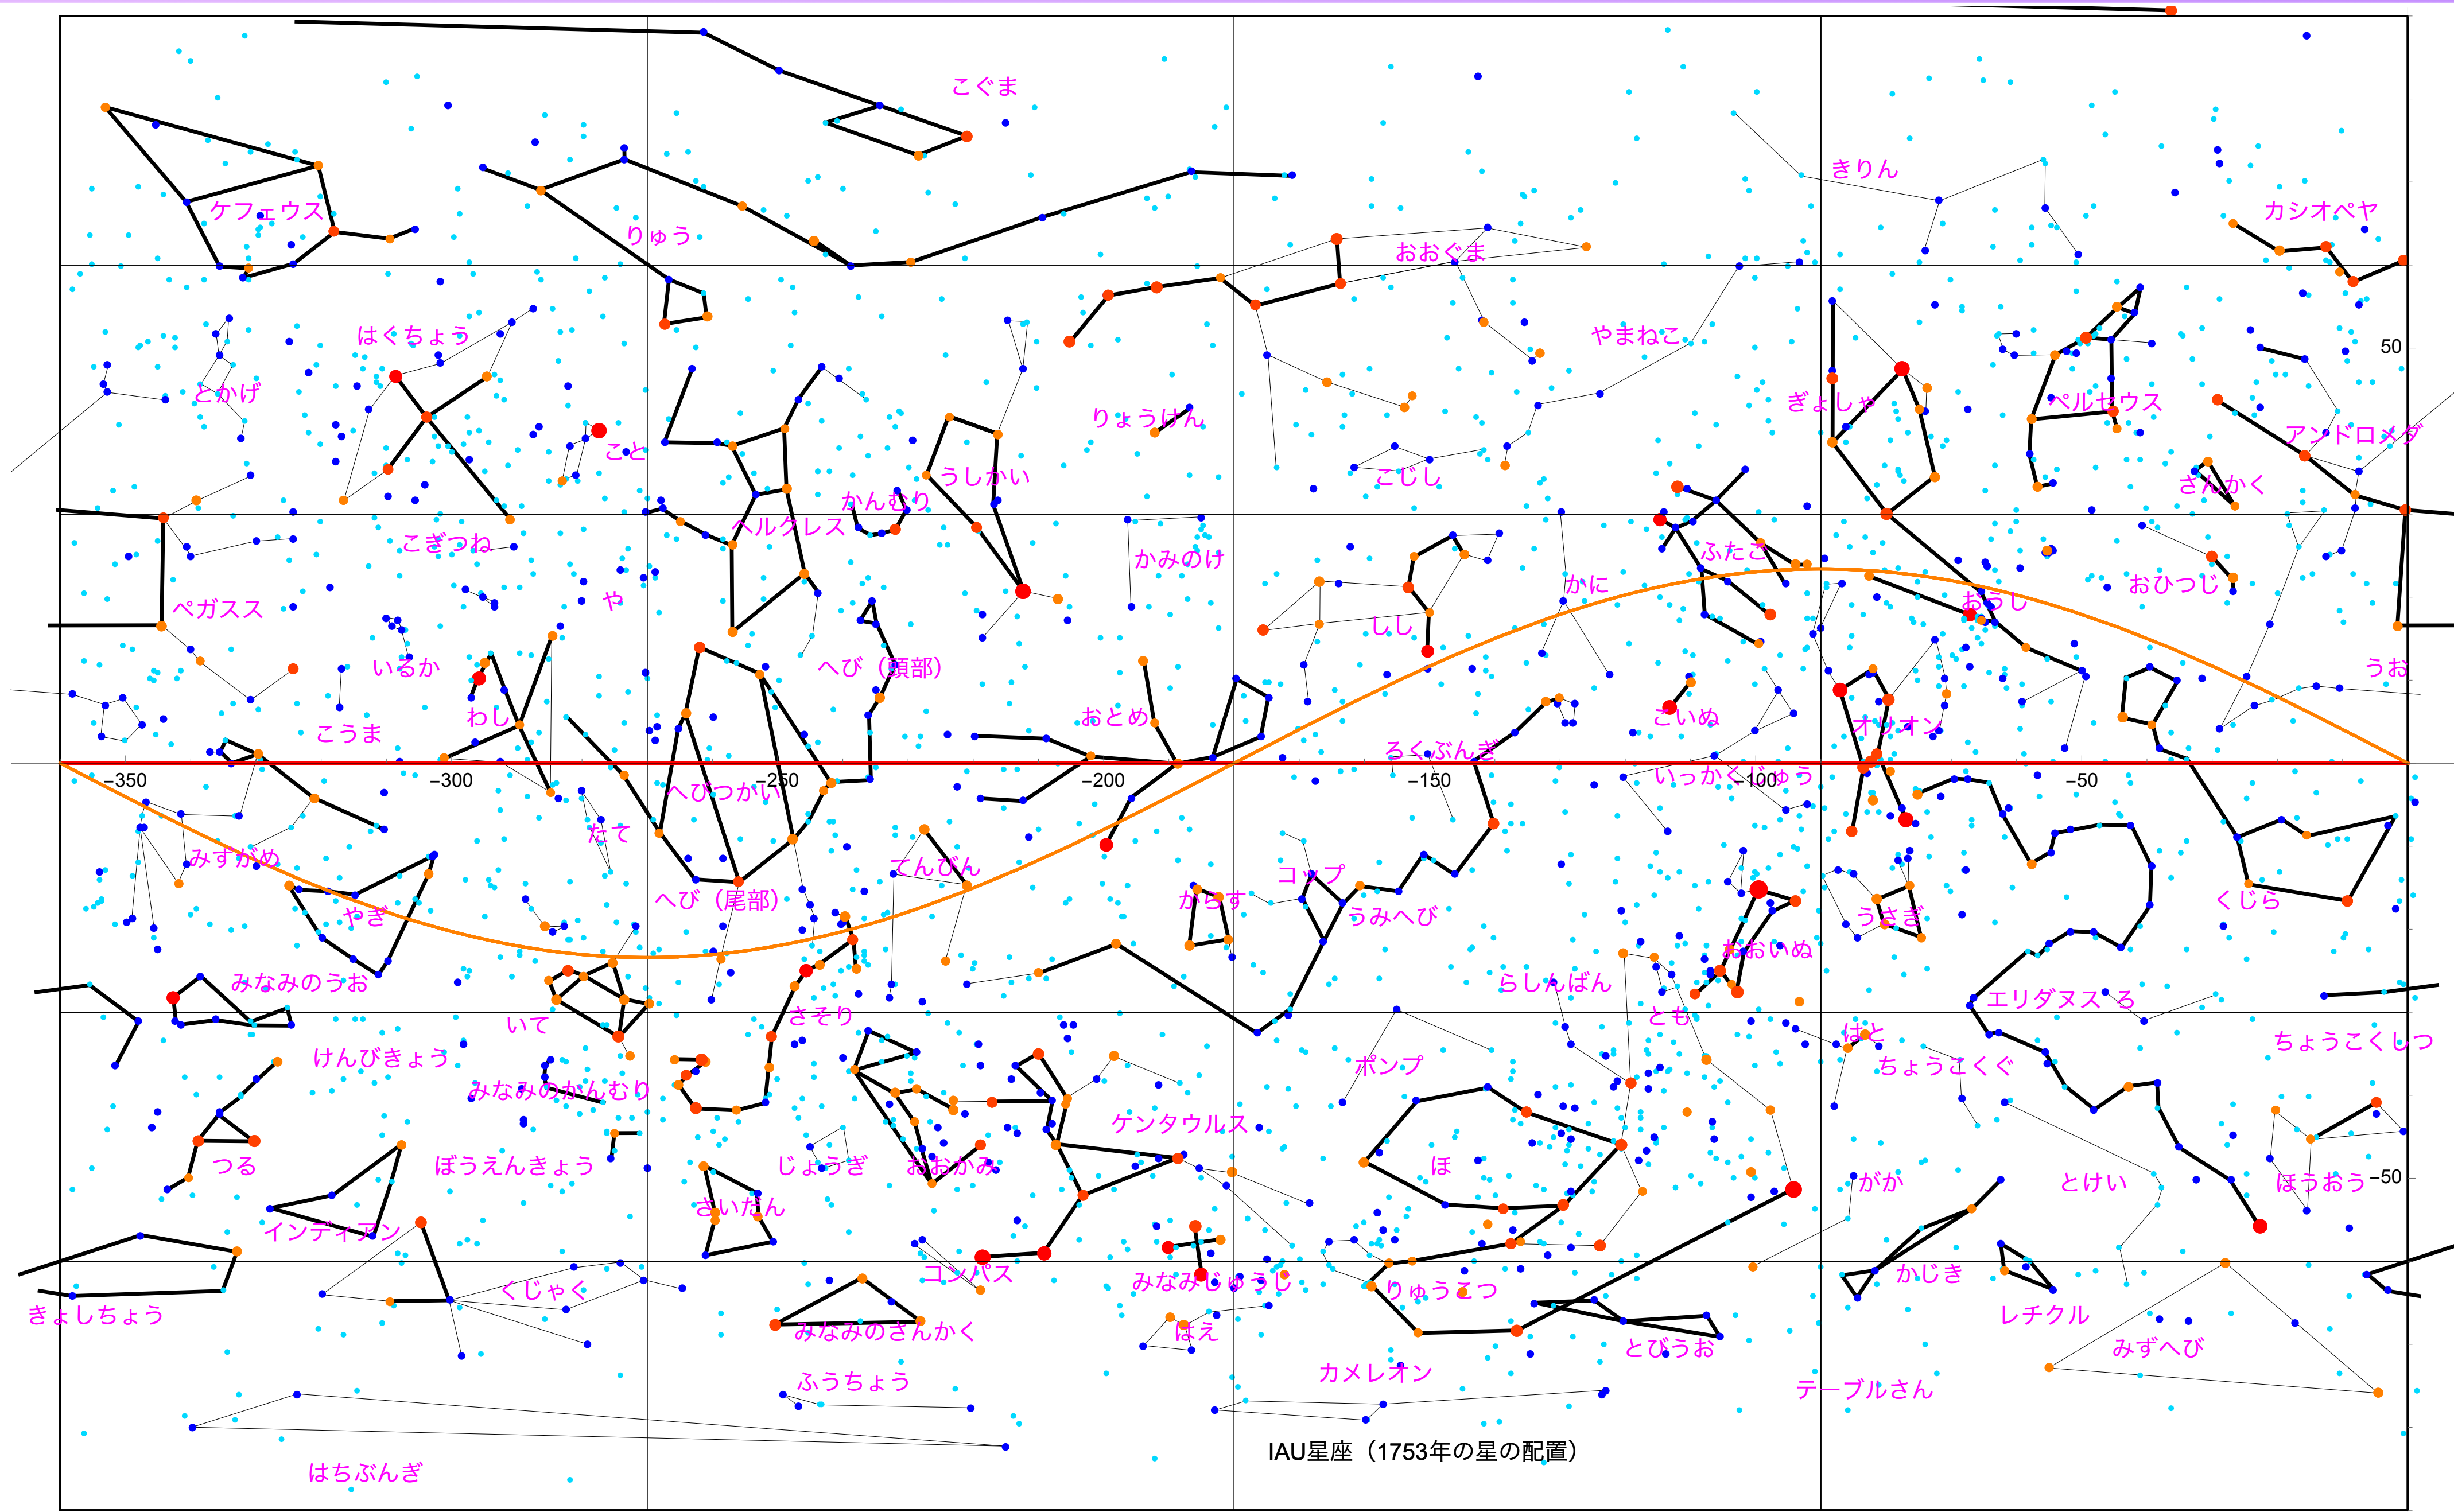 こぐま
きりん
ケフェウス
カシオペヤ
りゅう
おおぐま
はくちょう
やまねこ
50
とかげ
ぎょしゃ
ペルセウス
りょうけん
アンドロメダ
こと
うしかい
こじし
さんかく
かんむり
ヘルクレス
こぎつね
ふたご
かみのけ
かに
おひつじ
や
ペガスス
おうし
しし
いるか
へび（頭部）
うお
わし
おとめ
こいぬ
こうま
オリオン
ろくぶんぎ
いっかくじゅう
−350
−300
−250
−200
−150
−100
−50
へびつかい
たて
みずがめ
てんびん
コップ
へび（尾部）
からす
くじら
やぎ
うみへび
うさぎ
おおいぬ
みなみのうお
らしんばん
エリダヌス ろ
さそり
いて
とも
はと
ちょうこくしつ
けんびきょう
ポンプ
ちょうこくぐ
みなみのかんむり
ケンタウルス
つる
ぼうえんきょう
じょうぎ
おおかみ
ほ
がか
とけい
ほうおう
−50
さいだん
インディアン
コンパス
みなみじゅうじ
かじき
くじゃく
りゅうこつ
きょしちょう
レチクル
みなみのさんかく
はえ
とびうお
みずへび
カメレオン
ふうちょう
テーブルさん
IAU星座（1753年の星の配置）
はちぶんぎ